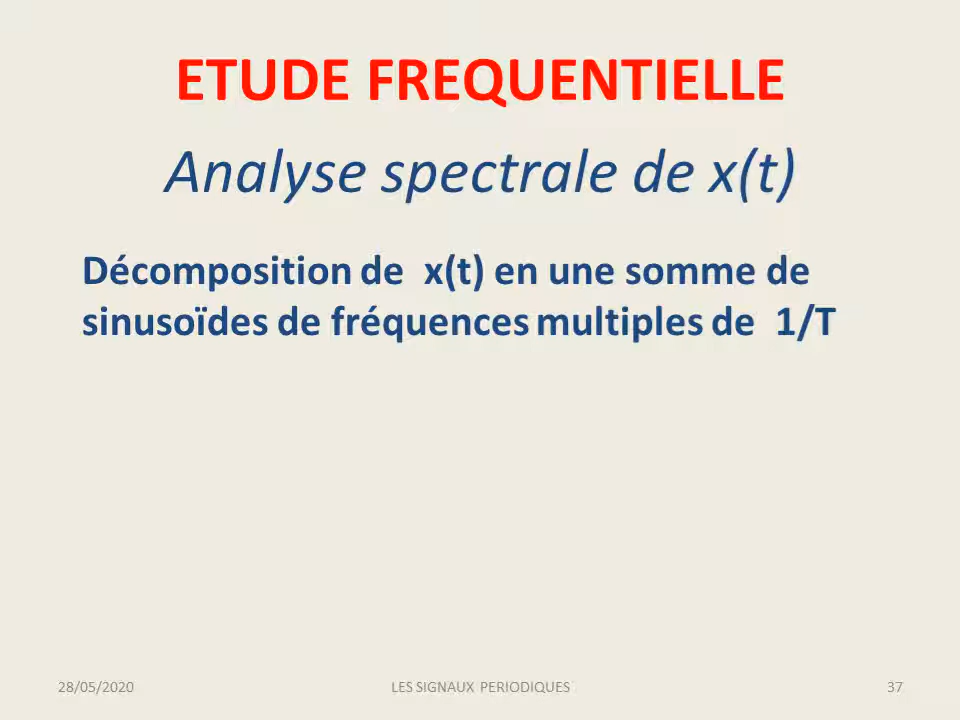 ETUDE FREQUENTIELLE
Analyse spectrale de x(t)
Décomposition de x(t) en une somme de
sinusoïdes de fréquences multiples de 1/T
28/05/2020 LES SIGNAUX PERIODIQUES 37